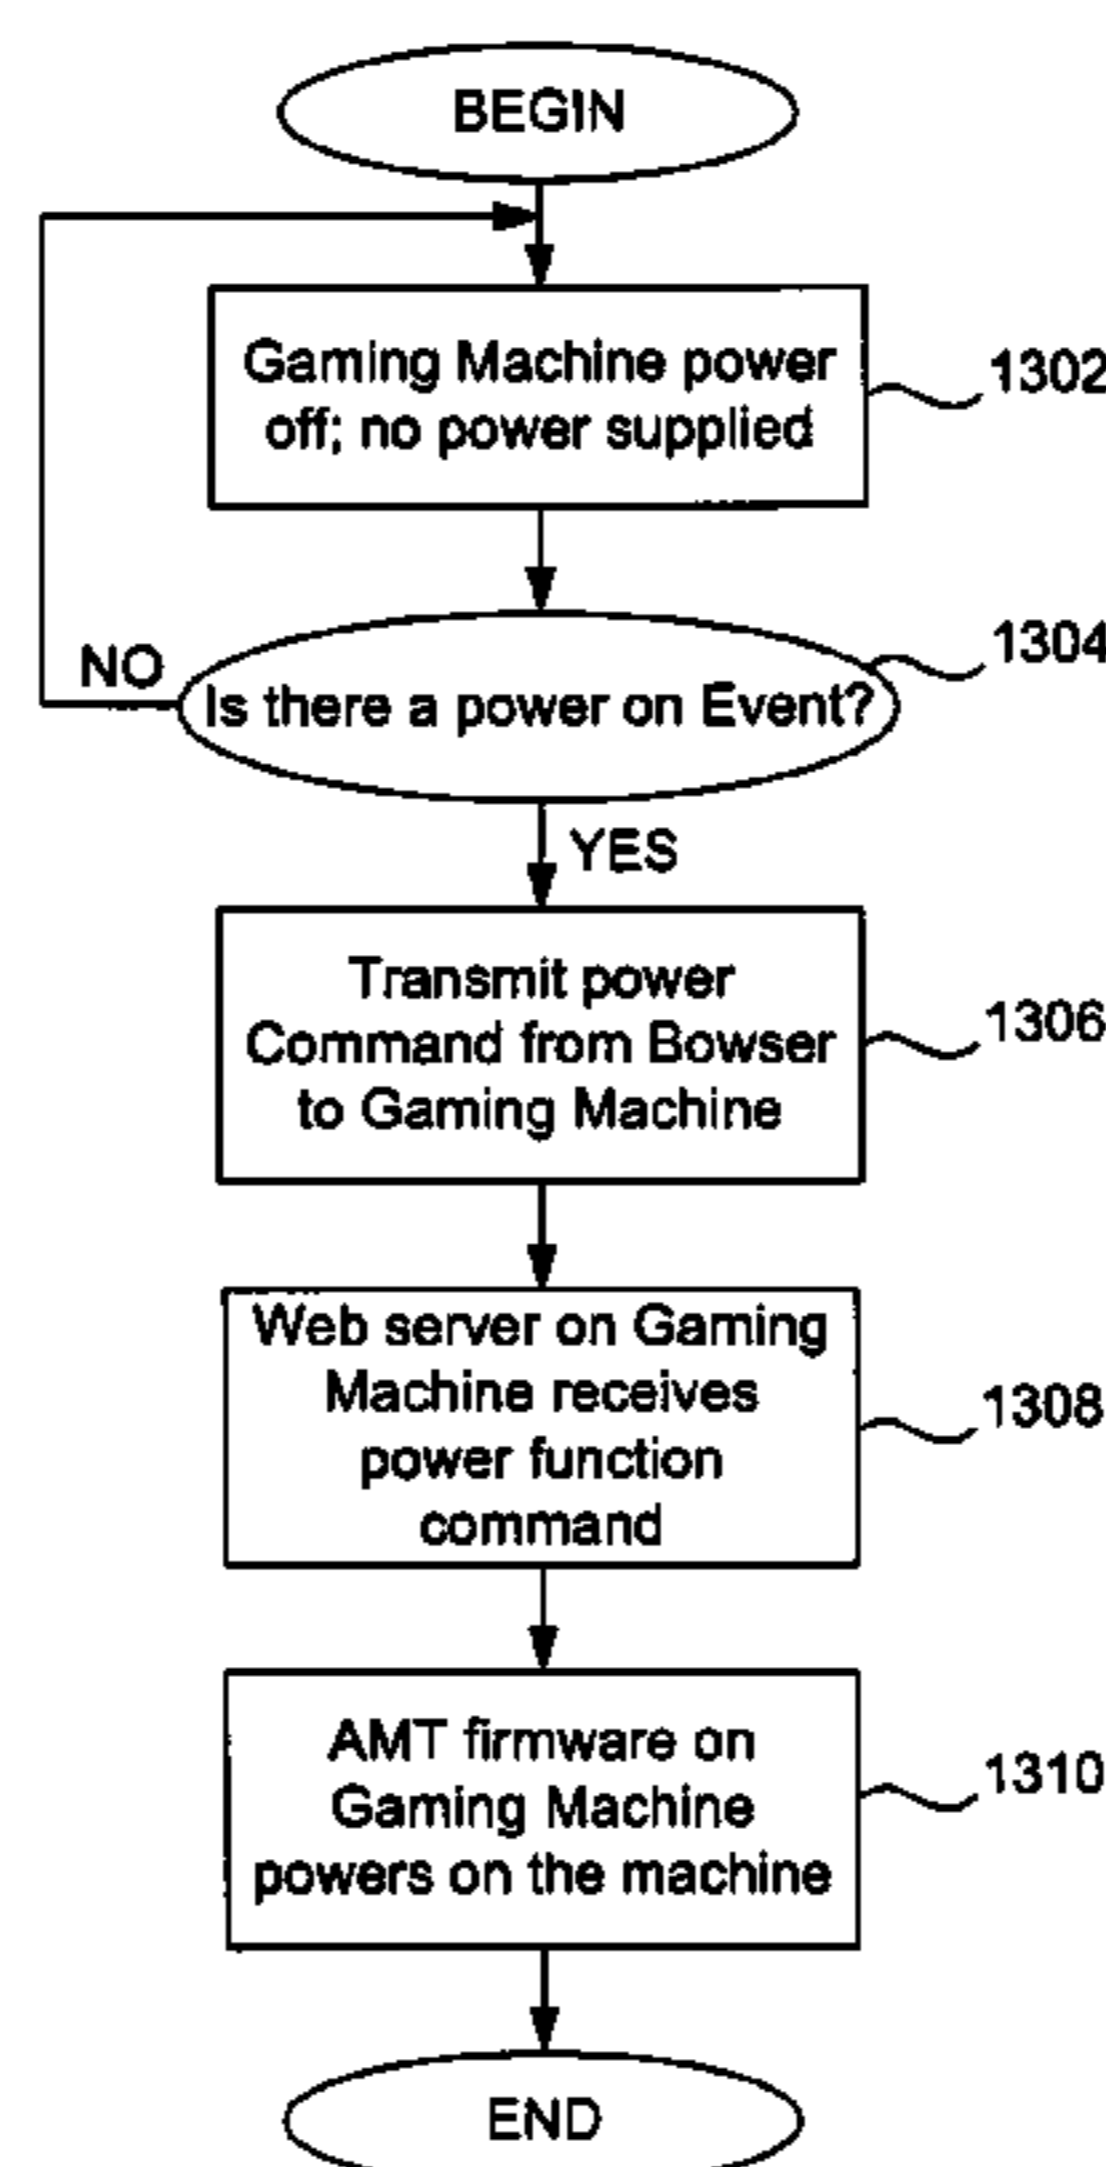 BEGIN
Gaming Machine power
off; no power supplied
1302
Is there a power on Event?
1304
NO
YES
Transmit power
Command from Bowser
to Gaming Machine
1306
Web server on Gaming
Machine receives
power function
command
1308
AMT firmware on
Gaming Machine
powers on the machine
1310
END